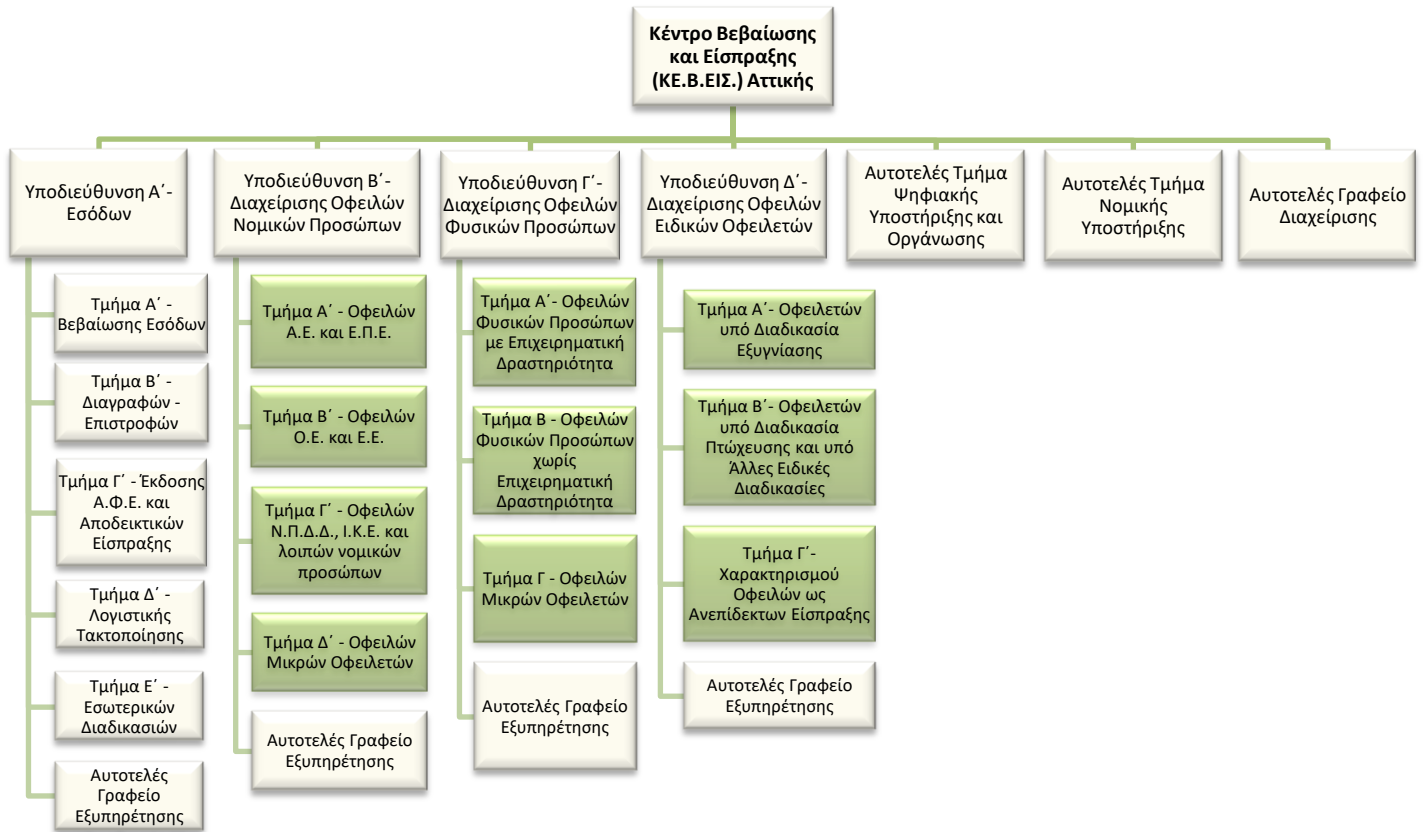 Κέντρο Βεβαίωσης
και Είσπραξης
(ΚΕ.Β.ΕΙΣ.) Αττικής
Υποδιεύθυνση Α΄-
Εσόδων
Τμήμα Α΄ -
Βεβαίωσης Εσόδων
Τμήμα Β΄ -
Διαγραφών -
Επιστροφών
Τμήμα Γ΄ - Έκδοσης
Α.Φ.Ε. και
Αποδεικτικών
Είσπραξης
Τμήμα Δ΄ -
Λογιστικής
Τακτοποίησης
Τμήμα Ε΄ -
Εσωτερικών
Διαδικασιών
Αυτοτελές
Γραφείο
Εξυπηρέτησης
Υποδιεύθυνση Β΄-
Διαχείρισης Οφειλών
Νομικών Προσώπων
Τμήμα Α΄ - Οφειλών
Α.Ε. και Ε.Π.Ε.
Τμήμα Β΄ - Οφειλών
Ο.Ε. και Ε.Ε.
Τμήμα Γ΄ - Οφειλών
Ν.Π.Δ.Δ., Ι.Κ.Ε. και
λοιπών νομικών
προσώπων
Τμήμα Δ΄ - Οφειλών
Μικρών Οφειλετών
Αυτοτελές Γραφείο
Εξυπηρέτησης
Υποδιεύθυνση Γ΄-
Διαχείρισης Οφειλών
Φυσικών Προσώπων
Τμήμα Α΄- Οφειλών
Φυσικών Προσώπων
με Επιχειρηματική
Δραστηριότητα
Τμήμα Β - Οφειλών
Φυσικών Προσώπων
χωρίς
Επιχειρηματική
Δραστηριότητα
Τμήμα Γ - Οφειλών
Μικρών Οφειλετών
Αυτοτελές Γραφείο
Εξυπηρέτησης
Υποδιεύθυνση Δ΄-
Διαχείρισης Οφειλών
Ειδικών Οφειλετών
Τμήμα Α΄- Οφειλετών
υπό Διαδικασία
Εξυγνίασης
Τμήμα Β΄- Οφειλετών
υπό Διαδικασία
Πτώχευσης και υπό
Άλλες Ειδικές
Διαδικασίες
Τμήμα Γ΄-
Χαρακτηρισμού
Οφειλών ως
Ανεπίδεκτων Είσπραξης
Αυτοτελές Γραφείο
Εξυπηρέτησης
Αυτοτελές Τμήμα
Ψηφιακής
Υποστήριξης και
Οργάνωσης
Αυτοτελές Τμήμα
Νομικής
Υποστήριξης
Αυτοτελές Γραφείο
Διαχείρισης